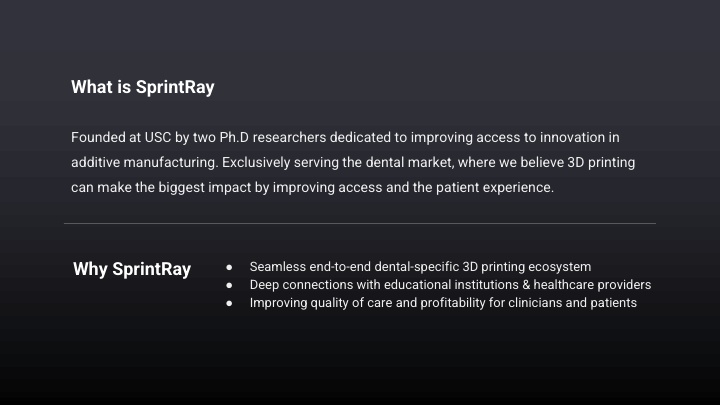 What is SprintRay
Founded at USC by two Ph.D researchers dedicated to improving access to innovation in
additive manufacturing. Exclusively serving the dental market, where we believe 3D printing
can make the biggest impact by improving access and the patient experience.
Why SprintRay
● Seamless end-to-end dental-specific 3D printing ecosystem
● Deep connections with educational institutions & healthcare providers
● Improving quality of care and profitability for clinicians and patients